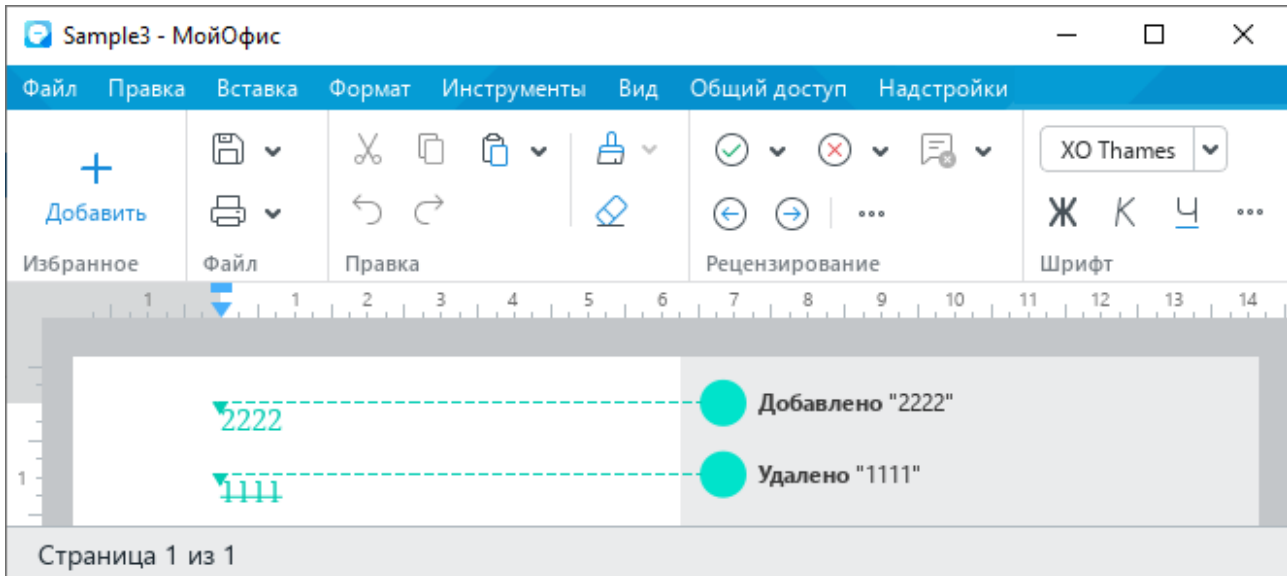 Sample3 - МойОфис
Файл Правка Вставка Формат Инструменты Вид Общий доступ Надстройки
Добавить
XO Thames
Ж К Ч
Избранное Файл Правка Рецензирование Шрифт
1 1 2 3 4 5 6 7 8 9 10 11 12 13 14
2222 Добавлено "2222"
1 1111 Удалено "1111"
Страница 1 из 1